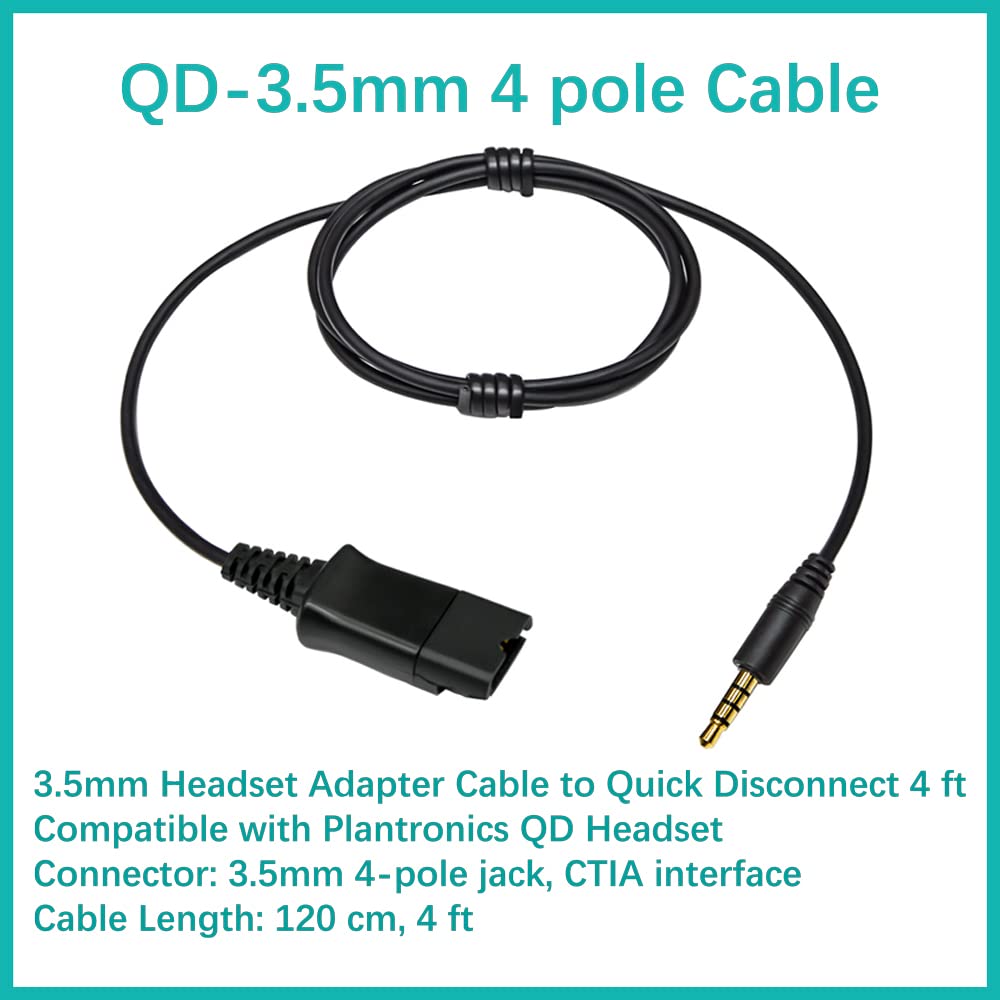 QD-3.5mm 4 pole Cable
3.5mm Headset Adapter Cable to Quick Disconnect 4 ft
Compatible with Plantronics QD Headset
Connector: 3.5mm 4-pole jack, CTIA interface
Cable Length: 120 cm, 4 ft